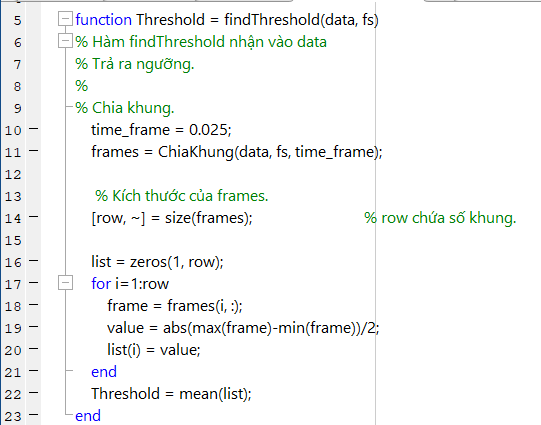 5 function Threshold = findThreshold(data, fs)
6 % Hàm findThreshold nhận vào data
7 % Trả ra ngưỡng.
8 %
9 % Chia khung.
10 time_frame = 0.025;
11 frames = ChiaKhung(data, fs, time_frame);
12
13 % Kích thước của frames.
14 [row, ~] = size(frames); % row chứa số khung.
15
16 list = zeros(1, row);
17 for i=1:row
18 frame = frames(i, :);
19 value = abs(max(frame)-min(frame))/2;
20 list(i) = value;
21 end
22 Threshold = mean(list);
23 end